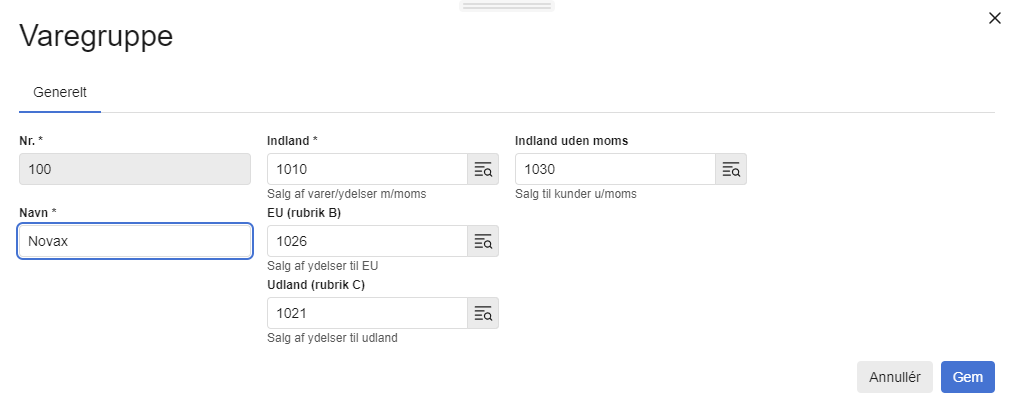 Varegruppe
Generelt
Nr. *
100
Navn *
Novax
Indland *
1010
Salg af varer/ydelser m/moms
EU (rubrik B)
1026
Salg af ydelser til EU
Udland (rubrik C)
1021
Salg af ydelser til udland
Indland uden moms
1030
Salg til kunder u/moms
Annullér
Gem